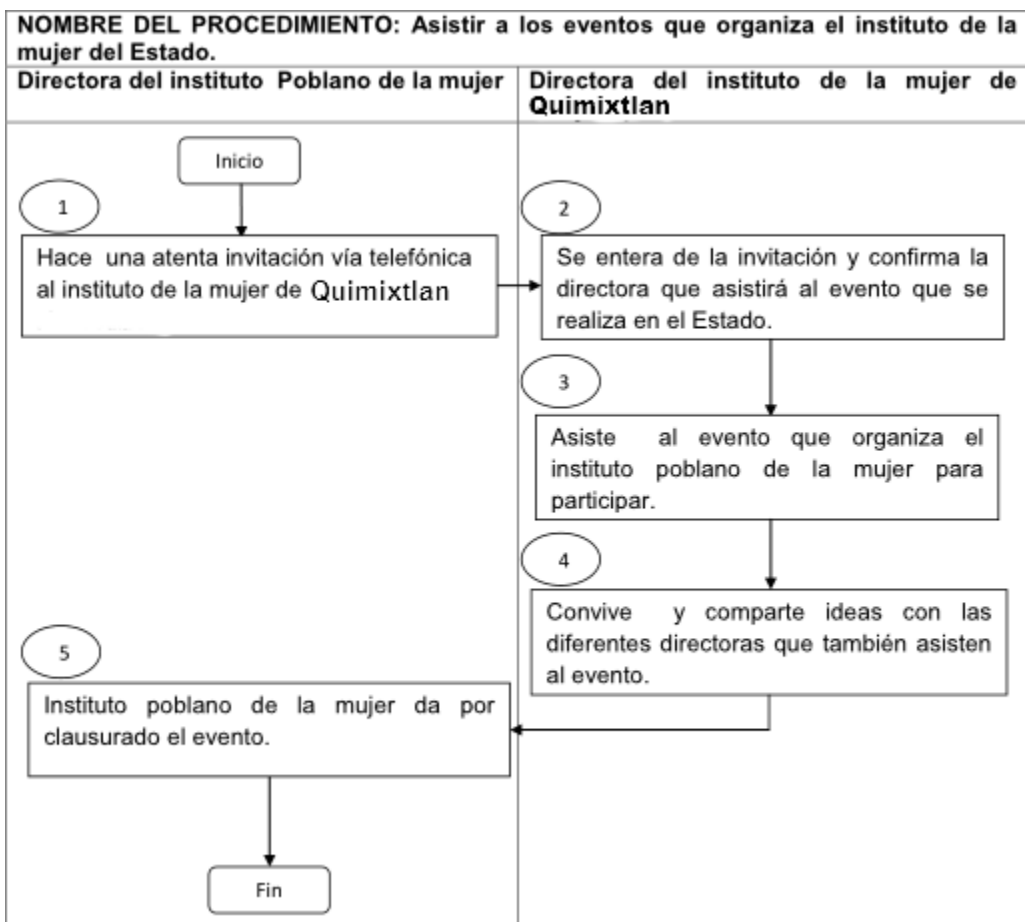 NOMBRE DEL PROCEDIMIENTO: Asistir a los eventos que organiza el instituto de la
mujer del Estado.
Directora del instituto Poblano de la mujer
Directora del instituto de la mujer de
Quimixtlan
Inicio
1
Hace una atenta invitación vía telefónica
al instituto de la mujer de Quimixtlan
2
Se entera de la invitación y confirma la
directora que asistirá al evento que se
realiza en el Estado.
3
Asiste al evento que organiza el
instituto poblano de la mujer para
participar.
4
Convive y comparte ideas con las
diferentes directoras que también asisten
al evento.
5
Instituto poblano de la mujer da por
clausurado el evento.
Fin